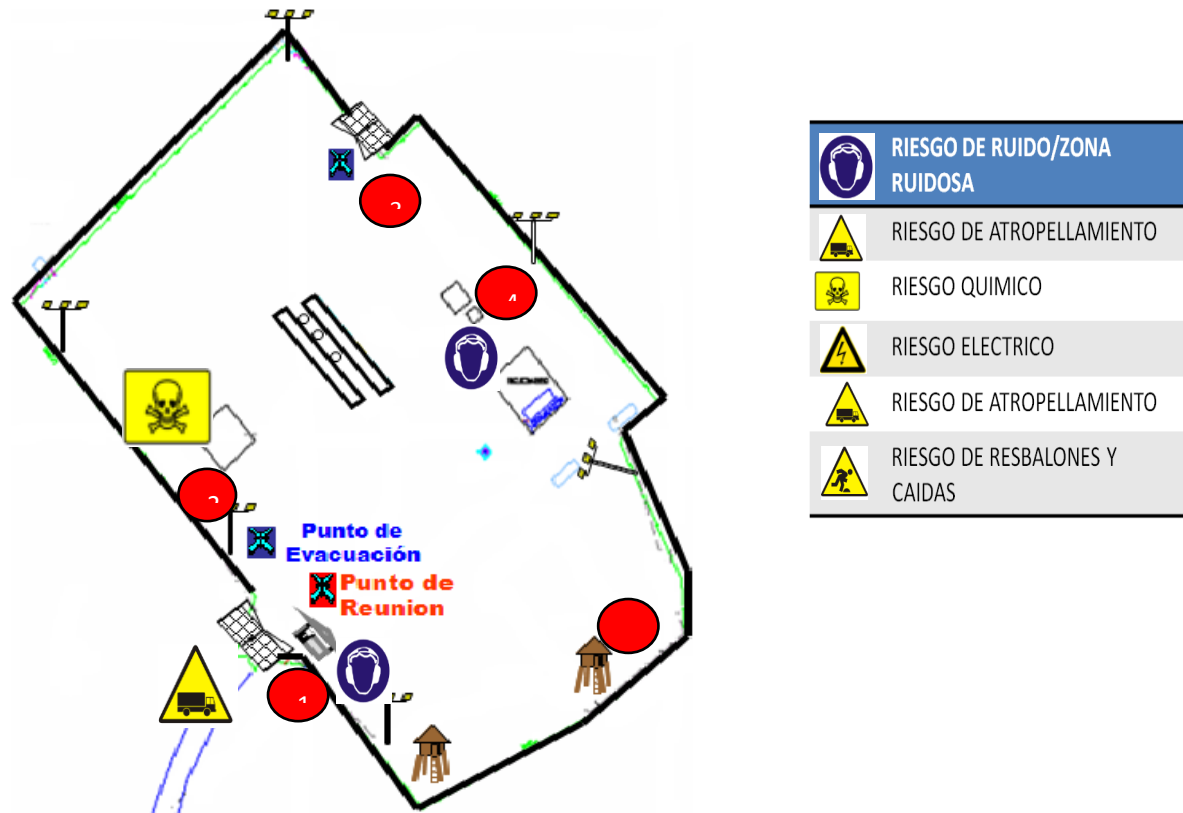 Punto de
Evacuación
Punto de
Reunion
RIESGO DE RUIDO/ZONA
RUIDOSA
RIESGO DE ATROPELLAMIENTO
RIESGO QUIMICO
RIESGO ELECTRICO
RIESGO DE ATROPELLAMIENTO
RIESGO DE RESBALONES Y
CAIDAS